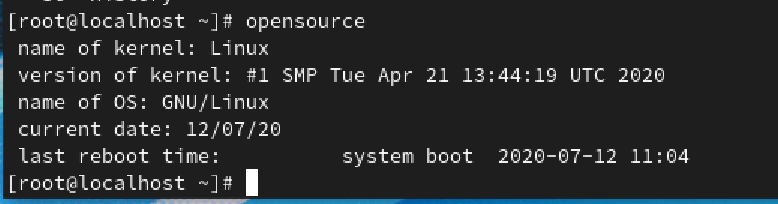 [root@localhost ~]# opensource
name of kernel: Linux
version of kernel: #1 SMP Tue Apr 21 13:44:19 UTC 2020
name of OS: GNU/Linux
current date: 12/07/20
last reboot time:          system boot  2020-07-12 11:04
[root@localhost ~]#